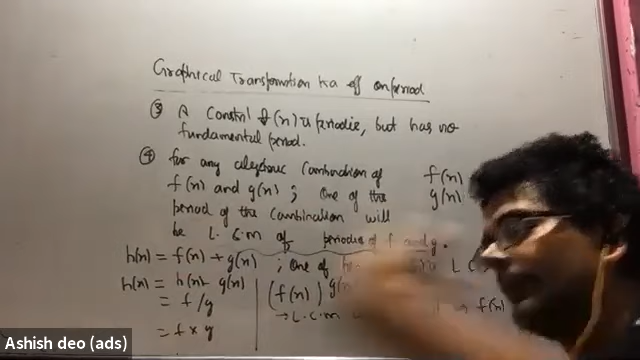 Graphical Transformation ka eff on period
③ A Constnt f(x) is periodic, but has no
fundamental period.
④ for any algebraic Combination of
f(x) and g(x) ; One of the
period of the Combination will
be L.C.M of periodies of f and g.
f(x)
g(x)
h(x) = f(x) + g(x) ; One of L C
h(x) = h(x) g(x)
= f/g
= f × g
(f(x)) g(x)
→ L.C.M
f(x)
Ashish deo (ads)